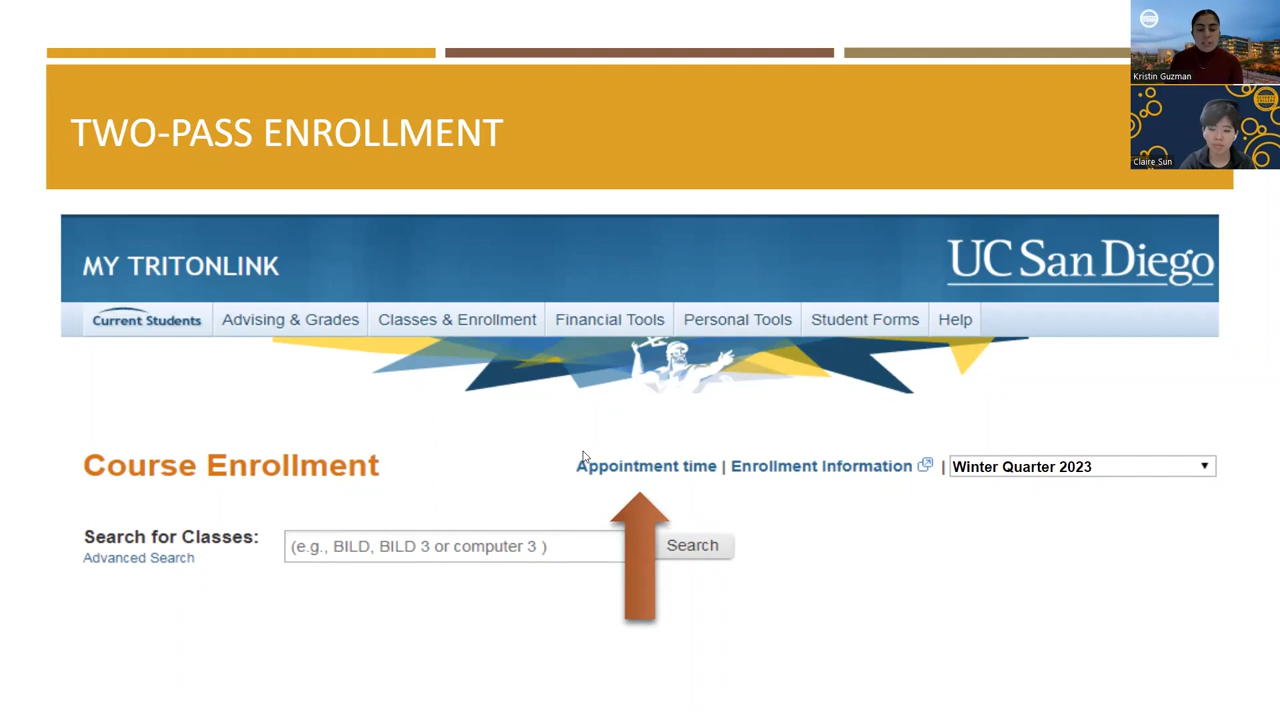 TWO-PASS ENROLLMENT
Kristin Guzman
Claire Sun
MY TRITONLINK
UC San Diego
Current Students
Advising & Grades
Classes & Enrollment
Financial Tools
Personal Tools
Student Forms
Help
Course Enrollment
Appointment time | Enrollment Information | Winter Quarter 2023
Search for Classes:
Advanced Search
(e.g., BILD, BILD 3 or computer 3 )
Search